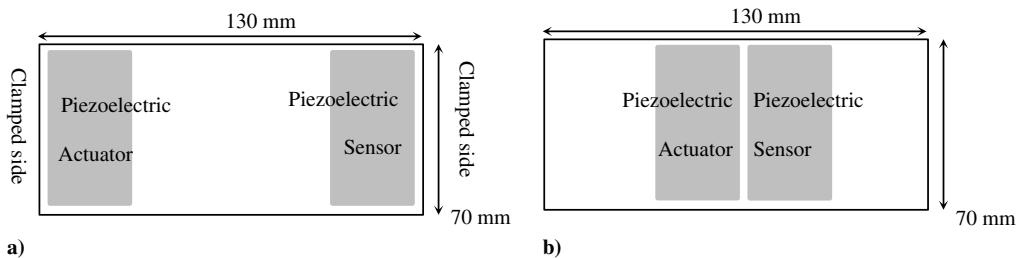 130 mm
Clamped side
Piezoelectric
Actuator
Piezoelectric
Sensor
Clamped side
70 mm
a)
130 mm
Piezoelectric
Actuator
Piezoelectric
Sensor
70 mm
b)